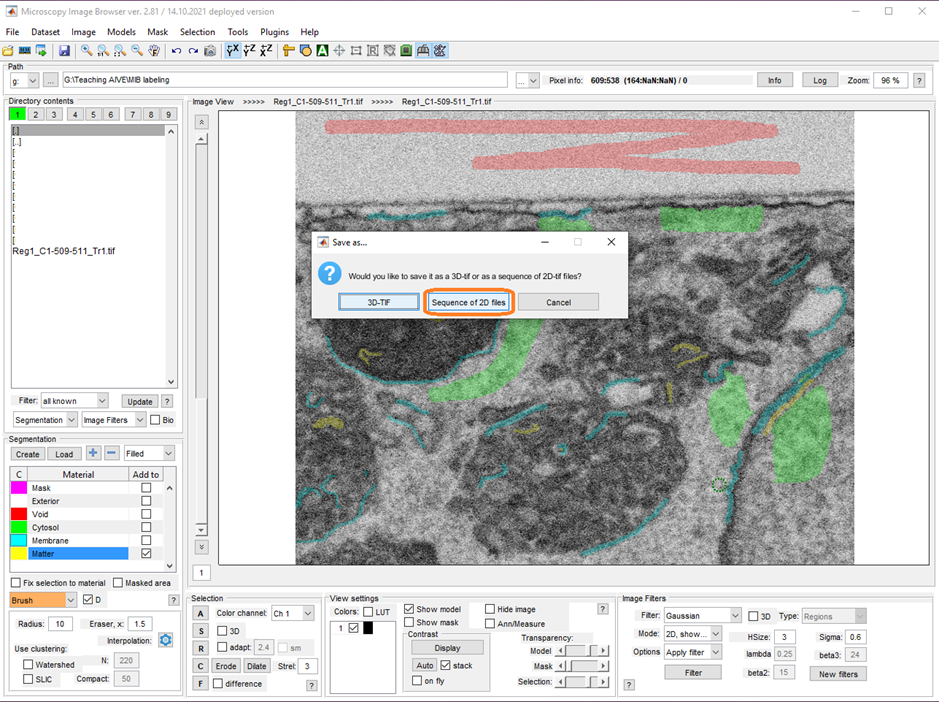 Microscopy Image Browser ver. 2.81 / 14.10.2021 deployed version
File Dataset Image Models Mask Selection Tools Plugins Help
Path
g: ... G:\Teaching AIVE\MIB labeling ... Pixel info: 609:538 (164:NaN:NaN) / 0 Info Log Zoom: 96 % ?
Directory contents
1 2 3 4 5 6 7 8 9
Image View >>>>> Reg1_C1-509-511_Tr1.tif >>>>> Reg1_C1-509-511_Tr1.tif
[.]
[..]
[
[
[
[
[
[
[
[
[
Reg1_C1-509-511_Tr1.tif
Save as...
Would you like to save it as a 3D-tif or as a sequence of 2D-tif files?
3D-TIF Sequence of 2D files Cancel
Filter: all known Update ?
Segmentation Image Filters Bio
Segmentation
Create Load + − Filled
C Material Add to
Mask
Exterior
Void
Cytosol
Membrane
Matter
Fix selection to material Masked area
Brush D ?
Radius: 10 Eraser, x: 1.5
Interpolation:
Use clustering:
Watershed N: 220
SLIC Compact: 50
1
Selection
A Color channel: Ch 1
S 3D
R adapt. 2.4 sm
C Erode Dilate Strel: 3
F difference ?
View settings
Colors: LUT
1
Show model Hide image ?
Show mask Ann/Measure
Contrast
Display
Auto stack
on fly
Transparency:
Model
Mask
Selection:
Image Filters
Filter: Gaussian 3D Type: Regions
Mode: 2D, show... HSize: 3 Sigma: 0.6
Options Apply filter lambda 0.25 beta3: 24
Filter beta2: 15 New filters
?